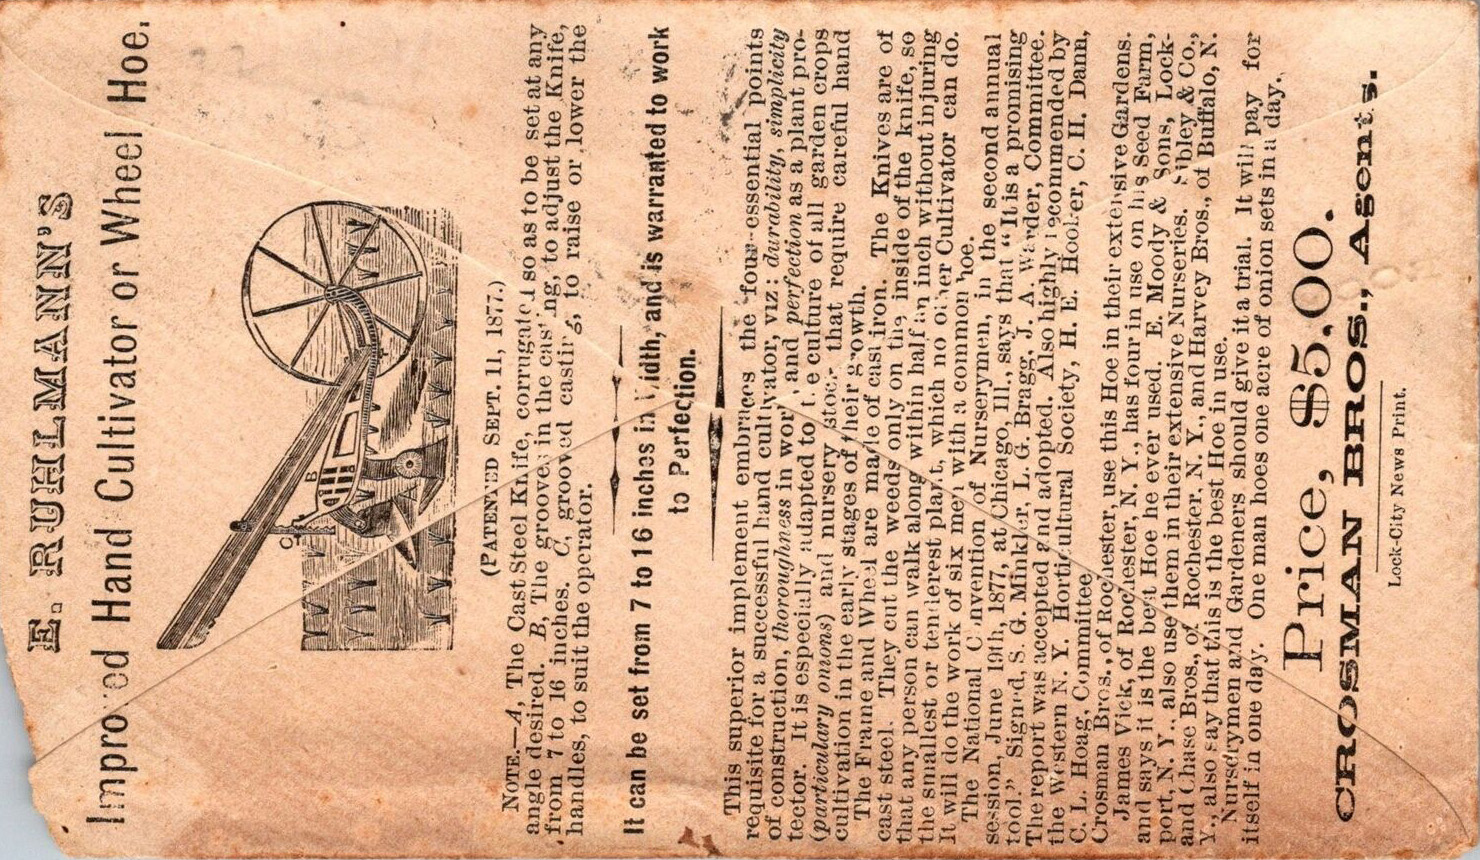 E. RUHLMANN'S
Improved Hand Cultivator or Wheel Hoe.
B
C
(PATENTED SEPT. 11, 1877.)
NOTE.—A, The Cast Steel Knife, corrugated so as to be set at any
angle desired. B, The grooves in the casting, to adjust the Knife,
from 7 to 16 inches. C, grooved casting, to raise or lower the
handles, to suit the operator.
It can be set from 7 to 16 inches in Width, and is warranted to work
to Perfection.
This superior implement embraces the four essential points
requisite for a successful hand cultivator, viz: durability, simplicity
of construction, thoroughness in work, and perfection as a plant pro-
tector. It is especially adapted to the culture of all garden crops
(particulary onions) and nursery stock that require careful hand
cultivation in the early stages of their growth.
The Frame and Wheel are made of cast iron. The Knives are of
cast steel. They cut the weeds only on the inside of the knife, so
that any person can walk along within half an inch without injuring
the smallest or tenderest plant, which no other Cultivator can do.
It will do the work of six men with a common hoe.
The National Convention of Nurserymen, in the second annual
session, June 19th, 1877, at Chicago, Ill., says that "It is a promising
tool." Signed, S. G. Minkler, L. G. Bragg, J. A. Warder, Committee.
The report was accepted and adopted. Also highly recommended by
the Western N. Y. Horticultural Society, H. E. Hooker, C. H. Dann,
C. L. Hoag, Committee.
Crosman Bros., of Rochester, use this Hoe in their extensive Gardens.
James Vick, of Rochester, N. Y., has four in use on his Seed Farm,
and says it is the best Hoe he ever used. E. Moody & Sons, Lock-
port, N. Y., also use them in their extensive Nurseries. Sibley & Co.,
and Chase Bros., of Rochester, N. Y., and Harvey Bros., of Buffalo, N.
Y., also say that this is the best Hoe in use.
Nurserymen and Gardeners should give it a trial. It will pay for
itself in one day. One man hoes one acre of onion sets in a day.
Price, $5.00.
CROSMAN BROS., Agents.
Lock-City News Print.